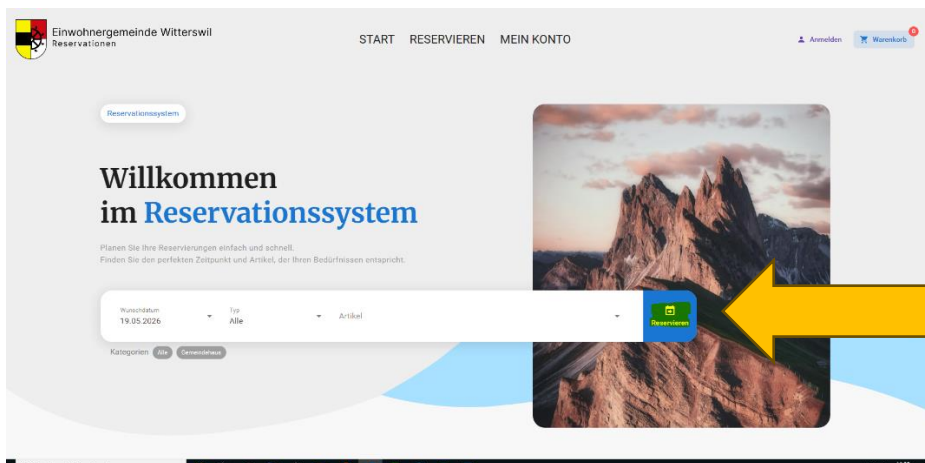 Einwohnergemeinde Witterswil
Reservationen
START RESERVIEREN MEIN KONTO
Anmelden
Warenkorb
0
Reservationssystem
Willkommen
im Reservationssystem
Planen Sie Ihre Reservierungen einfach und schnell.
Finden Sie den perfekten Zeitpunkt und Artikel, der Ihren Bedürfnissen entspricht.
Wunschdatum
19.05.2026
Typ
Alle
Artikel
Reservieren
Kategorien Alle Gemeindehaus